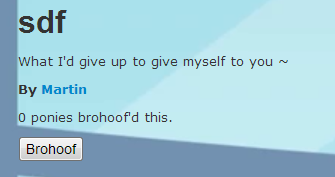 sdf
What I'd give up to give myself to you ~
By Martin
0 ponies brohoof'd this.
Brohoof